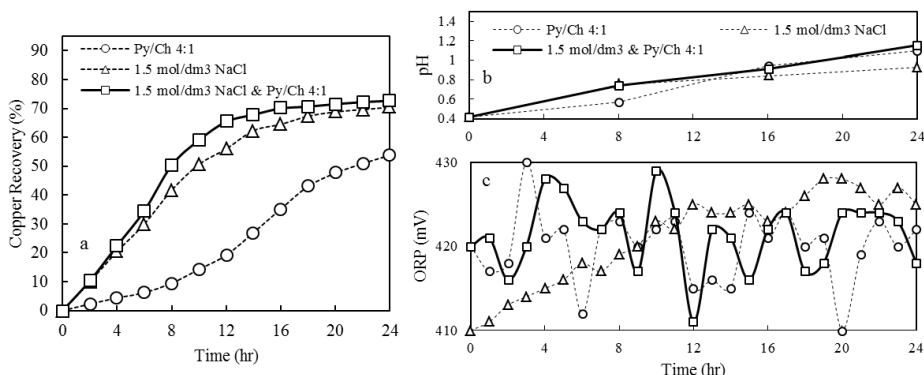 90
80
70
60
50
40
30
20
10
0
Copper Recovery (%)
Py/Ch 4:1
1.5 mol/dm3 NaCl
1.5 mol/dm3 NaCl & Py/Ch 4:1
a
0 4 8 12 16 20 24
Time (hr)
1.4
1.2
1
0.8
0.6
0.4
pH
Py/Ch 4:1 1.5 mol/dm3 NaCl
1.5 mol/dm3 & Py/Ch 4:1
b
0 4 8 12 16 20 24
430
420
410
ORP (mV)
c
0 4 8 12 16 20 24
Time (hr)